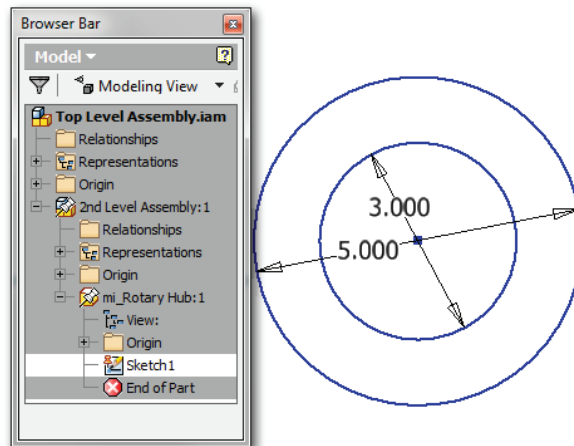 Browser Bar
Model
Modeling View
Top Level Assembly.iam
Relationships
Representations
Origin
2nd Level Assembly:1
Relationships
Representations
Origin
mi_Rotary Hub:1
View:
Origin
Sketch1
End of Part
3.000
5.000